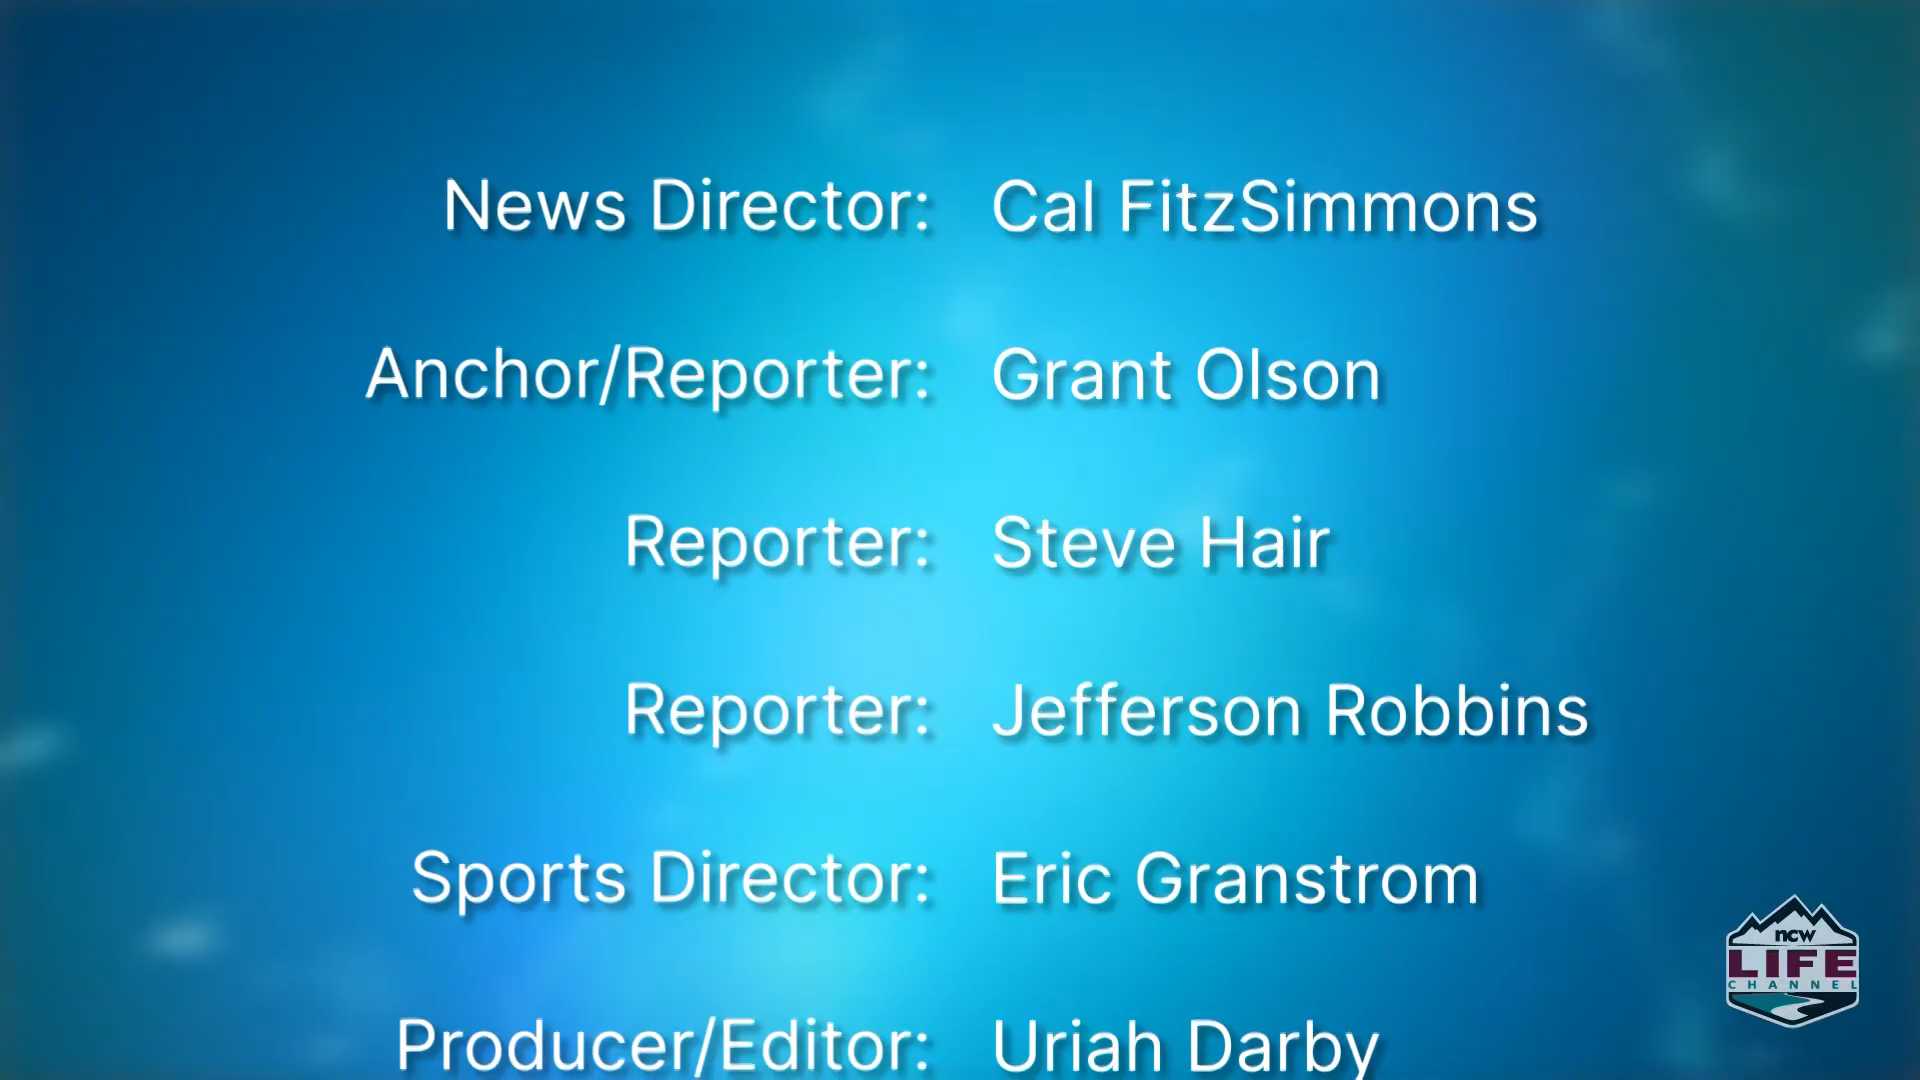 News Director: Cal FitzSimmons
Anchor/Reporter: Grant Olson
Reporter: Steve Hair
Reporter: Jefferson Robbins
Sports Director: Eric Granstrom
Producer/Editor: Uriah Darby
ncw
LIFE
CHANNEL